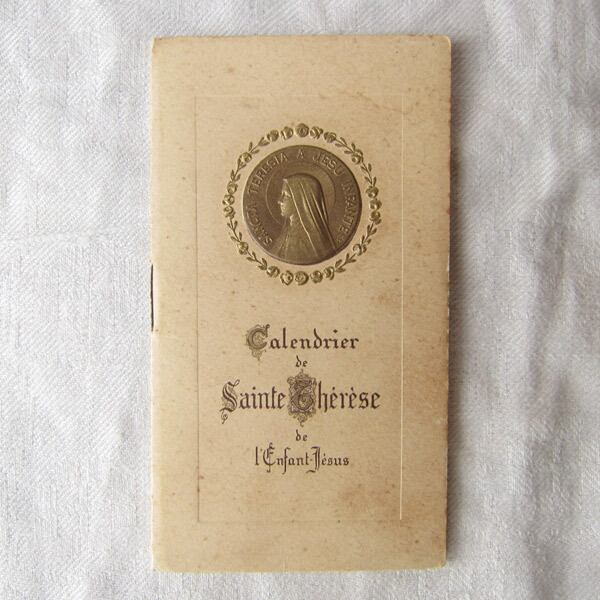 SANCTA TERESIA A JESU INFANTE
Calendrier
de
Sainte Thérèse
de
l'Enfant-Jésus